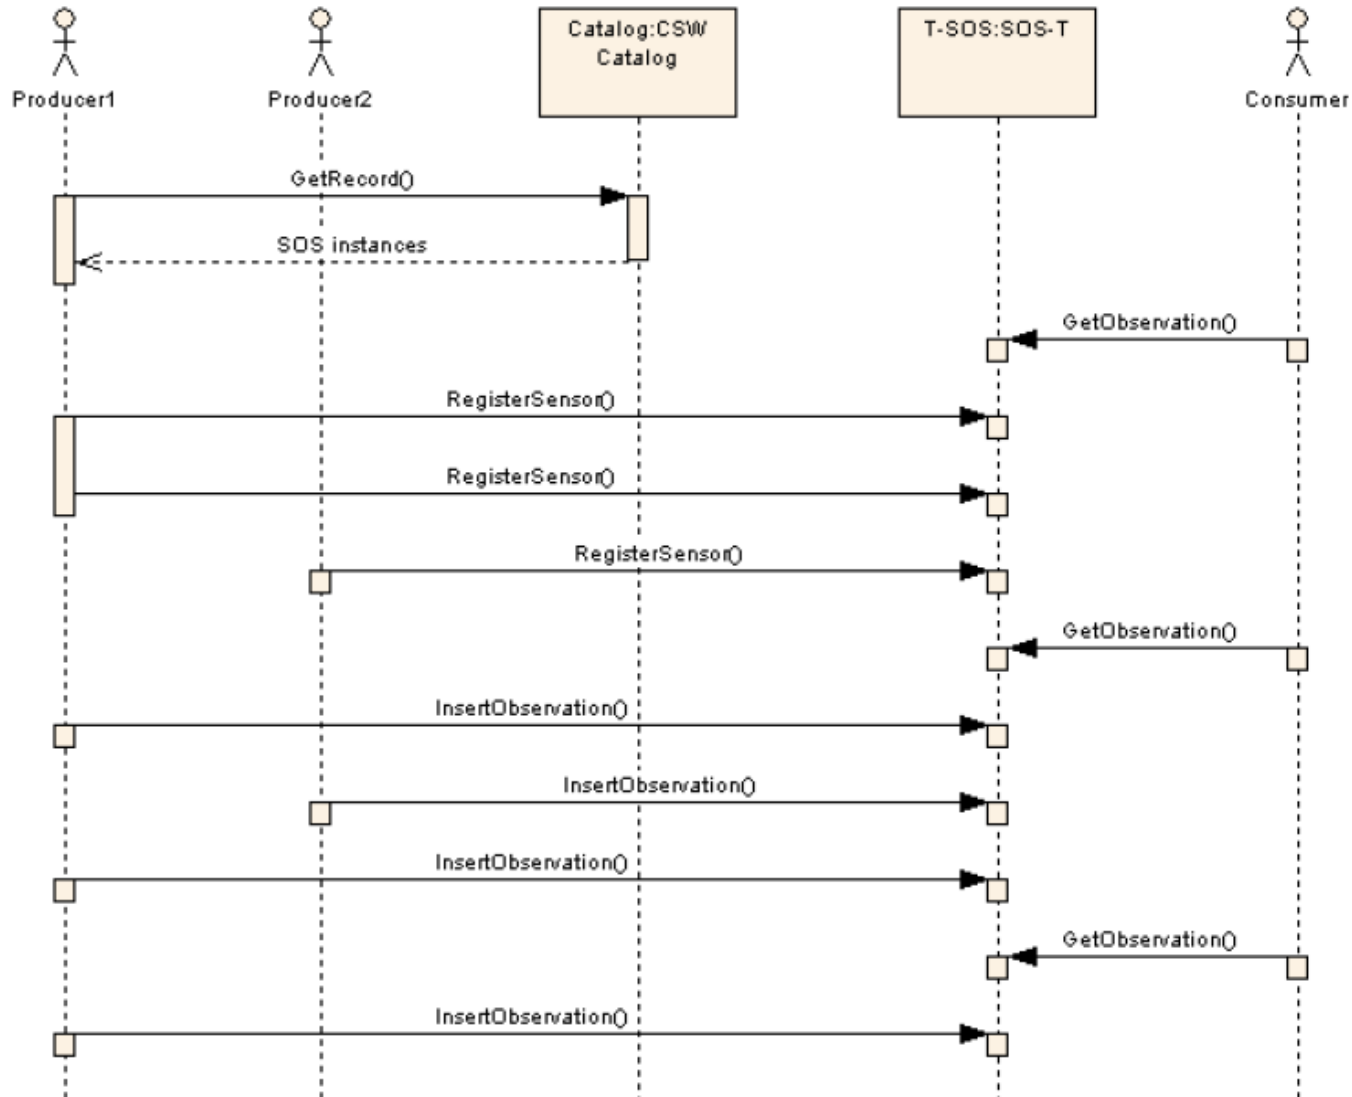 Producer1
Producer2
Catalog:CSW
Catalog
T-SOS:SOS-T
Consumer
GetRecord()
SOS instances
GetObservation()
RegisterSensor()
RegisterSensor()
RegisterSensor()
GetObservation()
InsertObservation()
InsertObservation()
InsertObservation()
GetObservation()
InsertObservation()